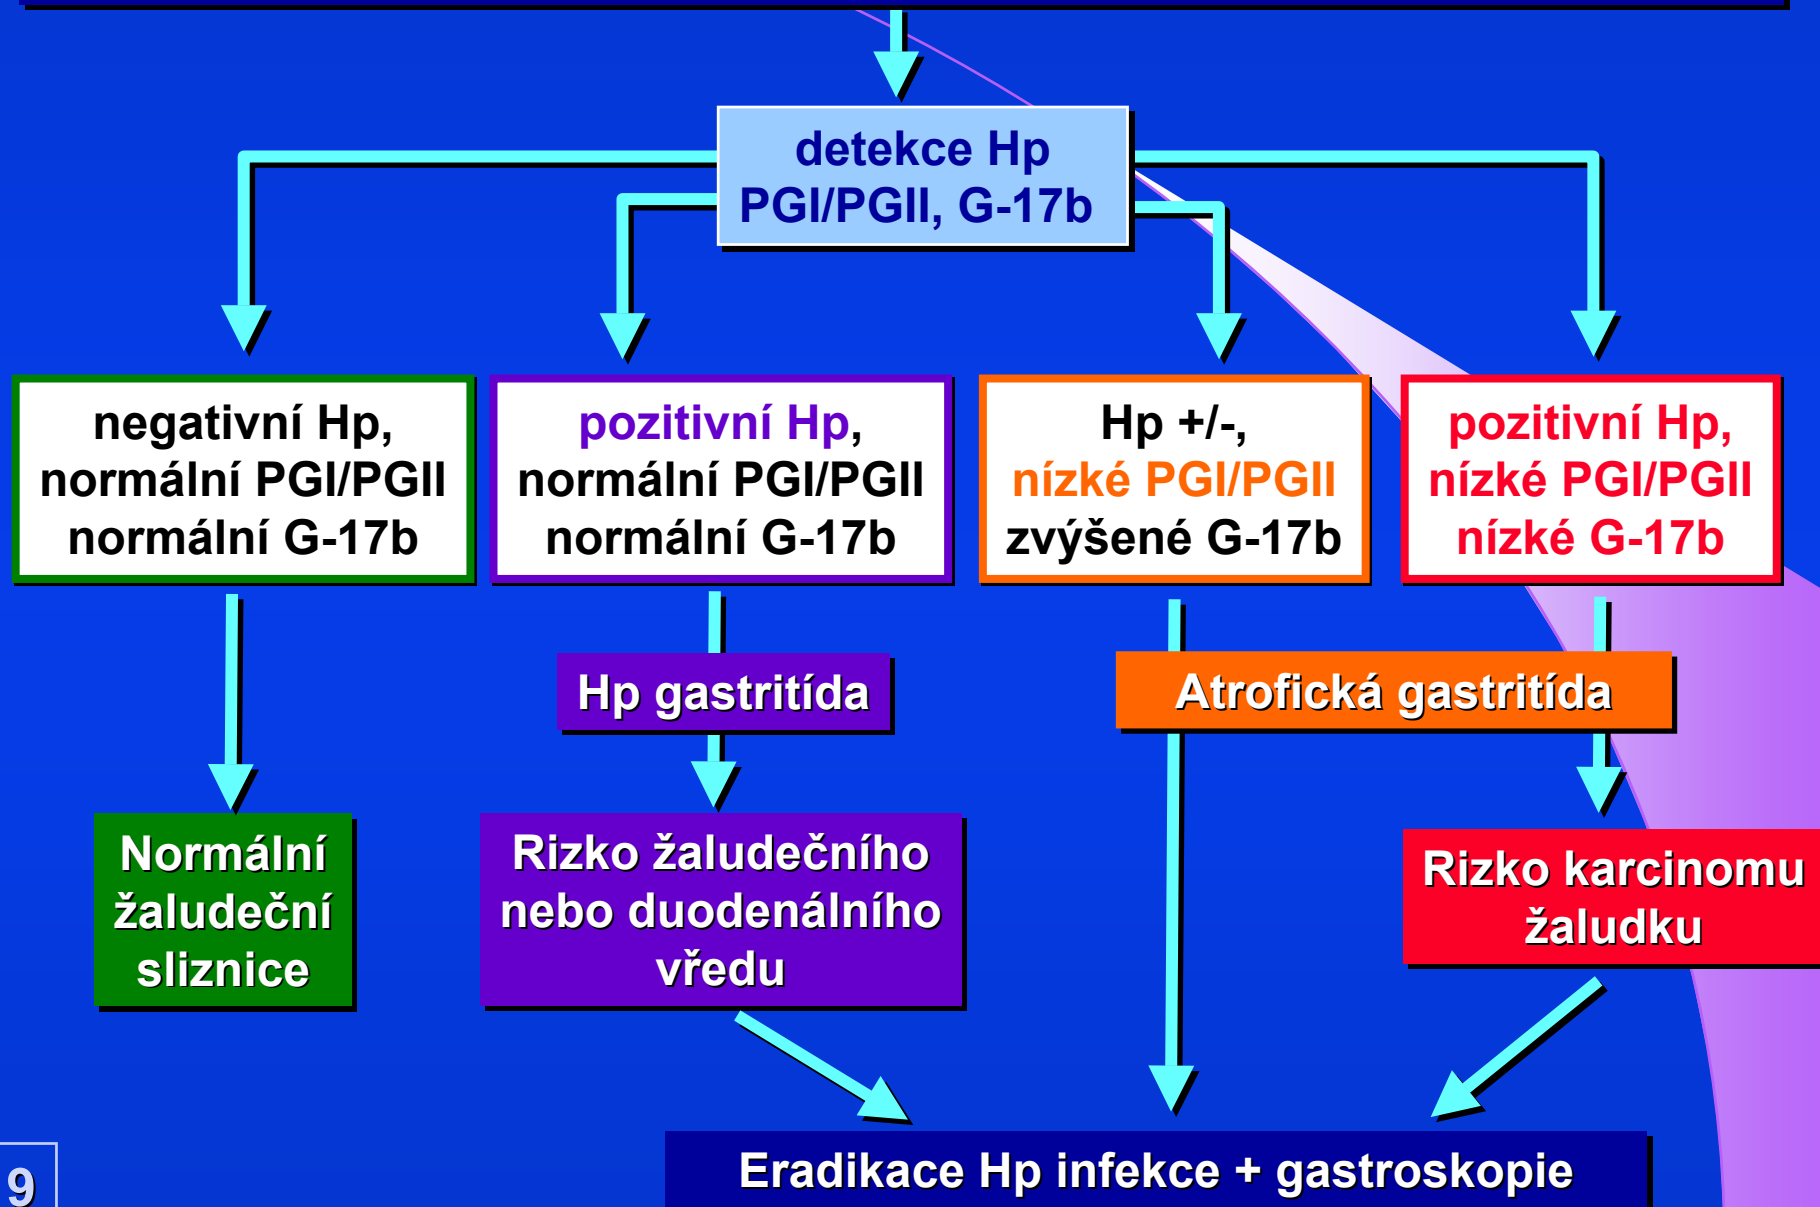 detekce Hp
PGI/PGII, G-17b
negativní Hp,
normální PGI/PGII
normální G-17b
pozitivní Hp,
normální PGI/PGII
normální G-17b
Hp +/-,
nízké PGI/PGII
zvýšené G-17b
pozitivní Hp,
nízké PGI/PGII
nízké G-17b
Hp gastritída
Atrofická gastritída
Normální
žaludeční
sliznice
Rizko žaludečního
nebo duodenálního
vředu
Rizko karcinomu
žaludku
Eradikace Hp infekce + gastroskopie
9